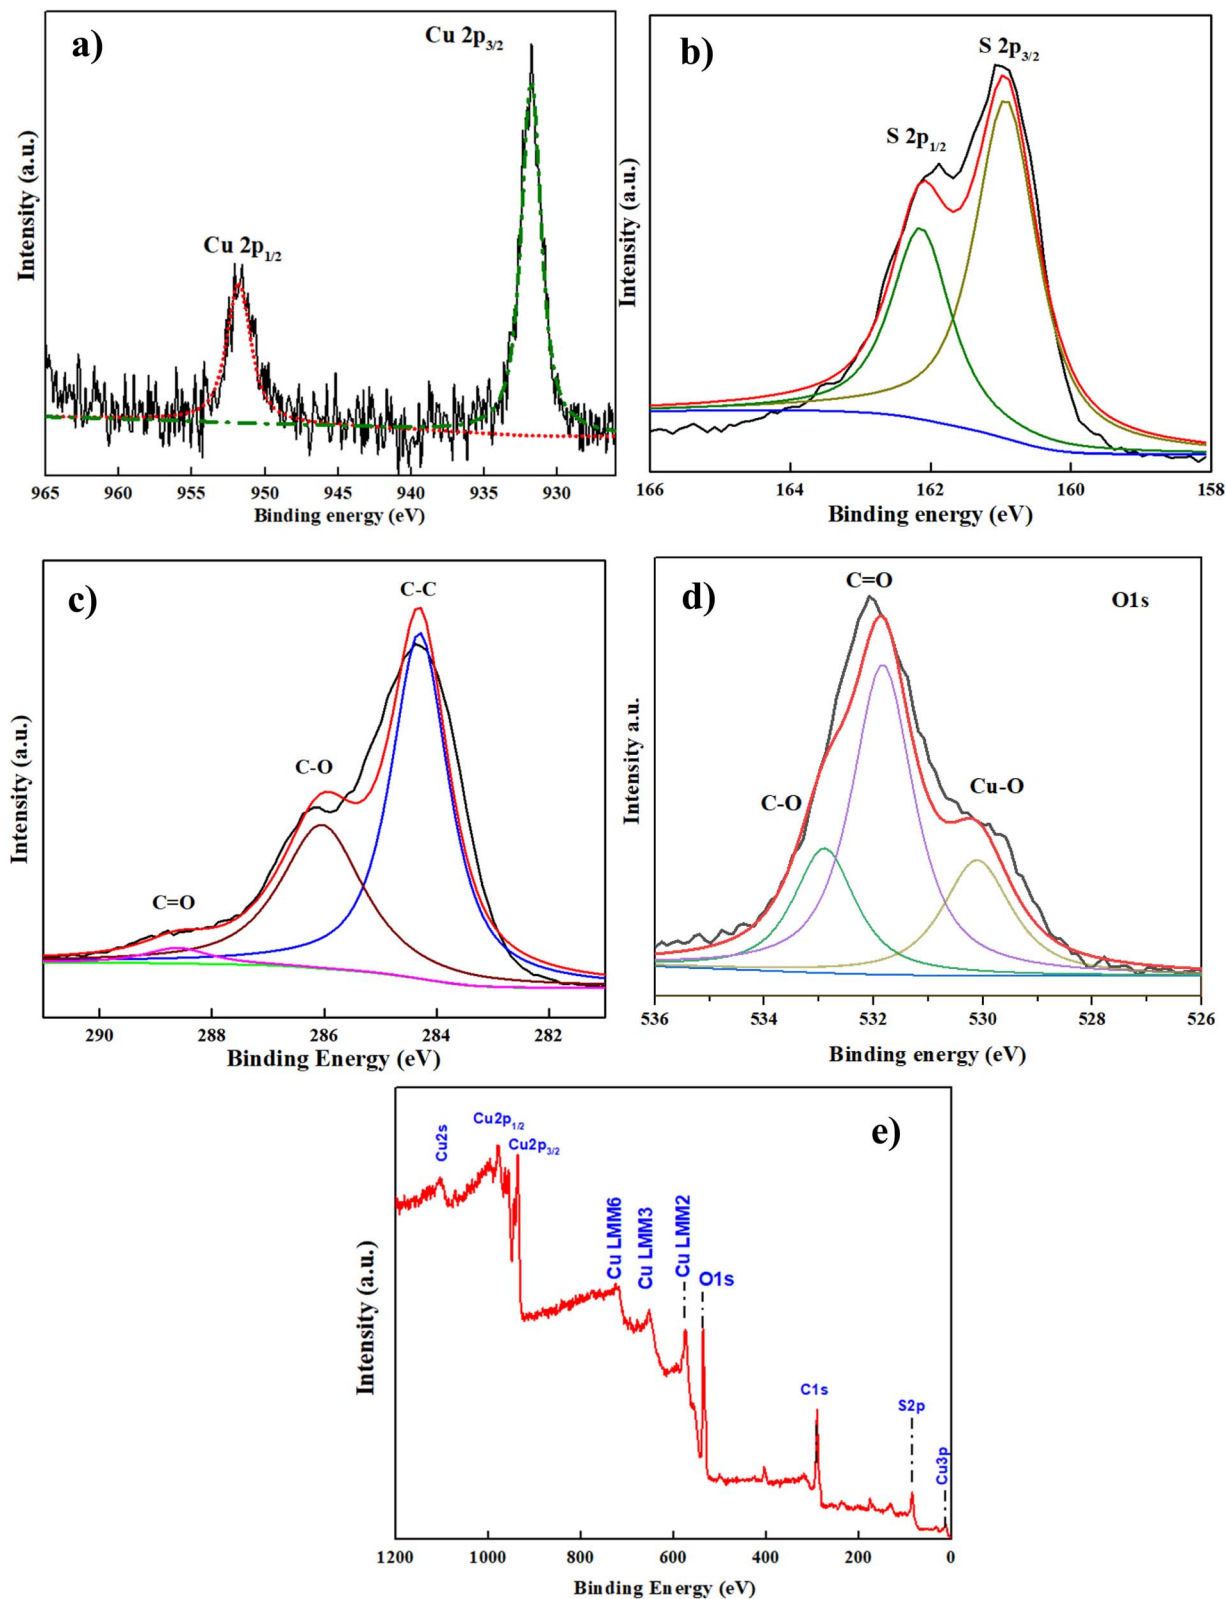 a)
Cu 2p3/2
Cu 2p1/2
Intensity (a.u.)
965 960 955 950 945 940 935 930
Binding energy (eV)
b)
S 2p3/2
S 2p1/2
Intensity (a.u.)
166 164 162 160 158
Binding energy (eV)
c)
C-C
C-O
C=O
Intensity (a.u.)
290 288 286 284 282
Binding Energy (eV)
d)
C=O
O1s
C-O
Cu-O
Intensity a.u.
536 534 532 530 528 526
Binding energy (eV)
e)
Cu2s
Cu2p1/2
Cu2p3/2
Cu LMM6
Cu LMM3
Cu LMM2
O1s
C1s
S2p
Cu3p
Intensity (a.u.)
1200 1000 800 600 400 200 0
Binding Energy (eV)